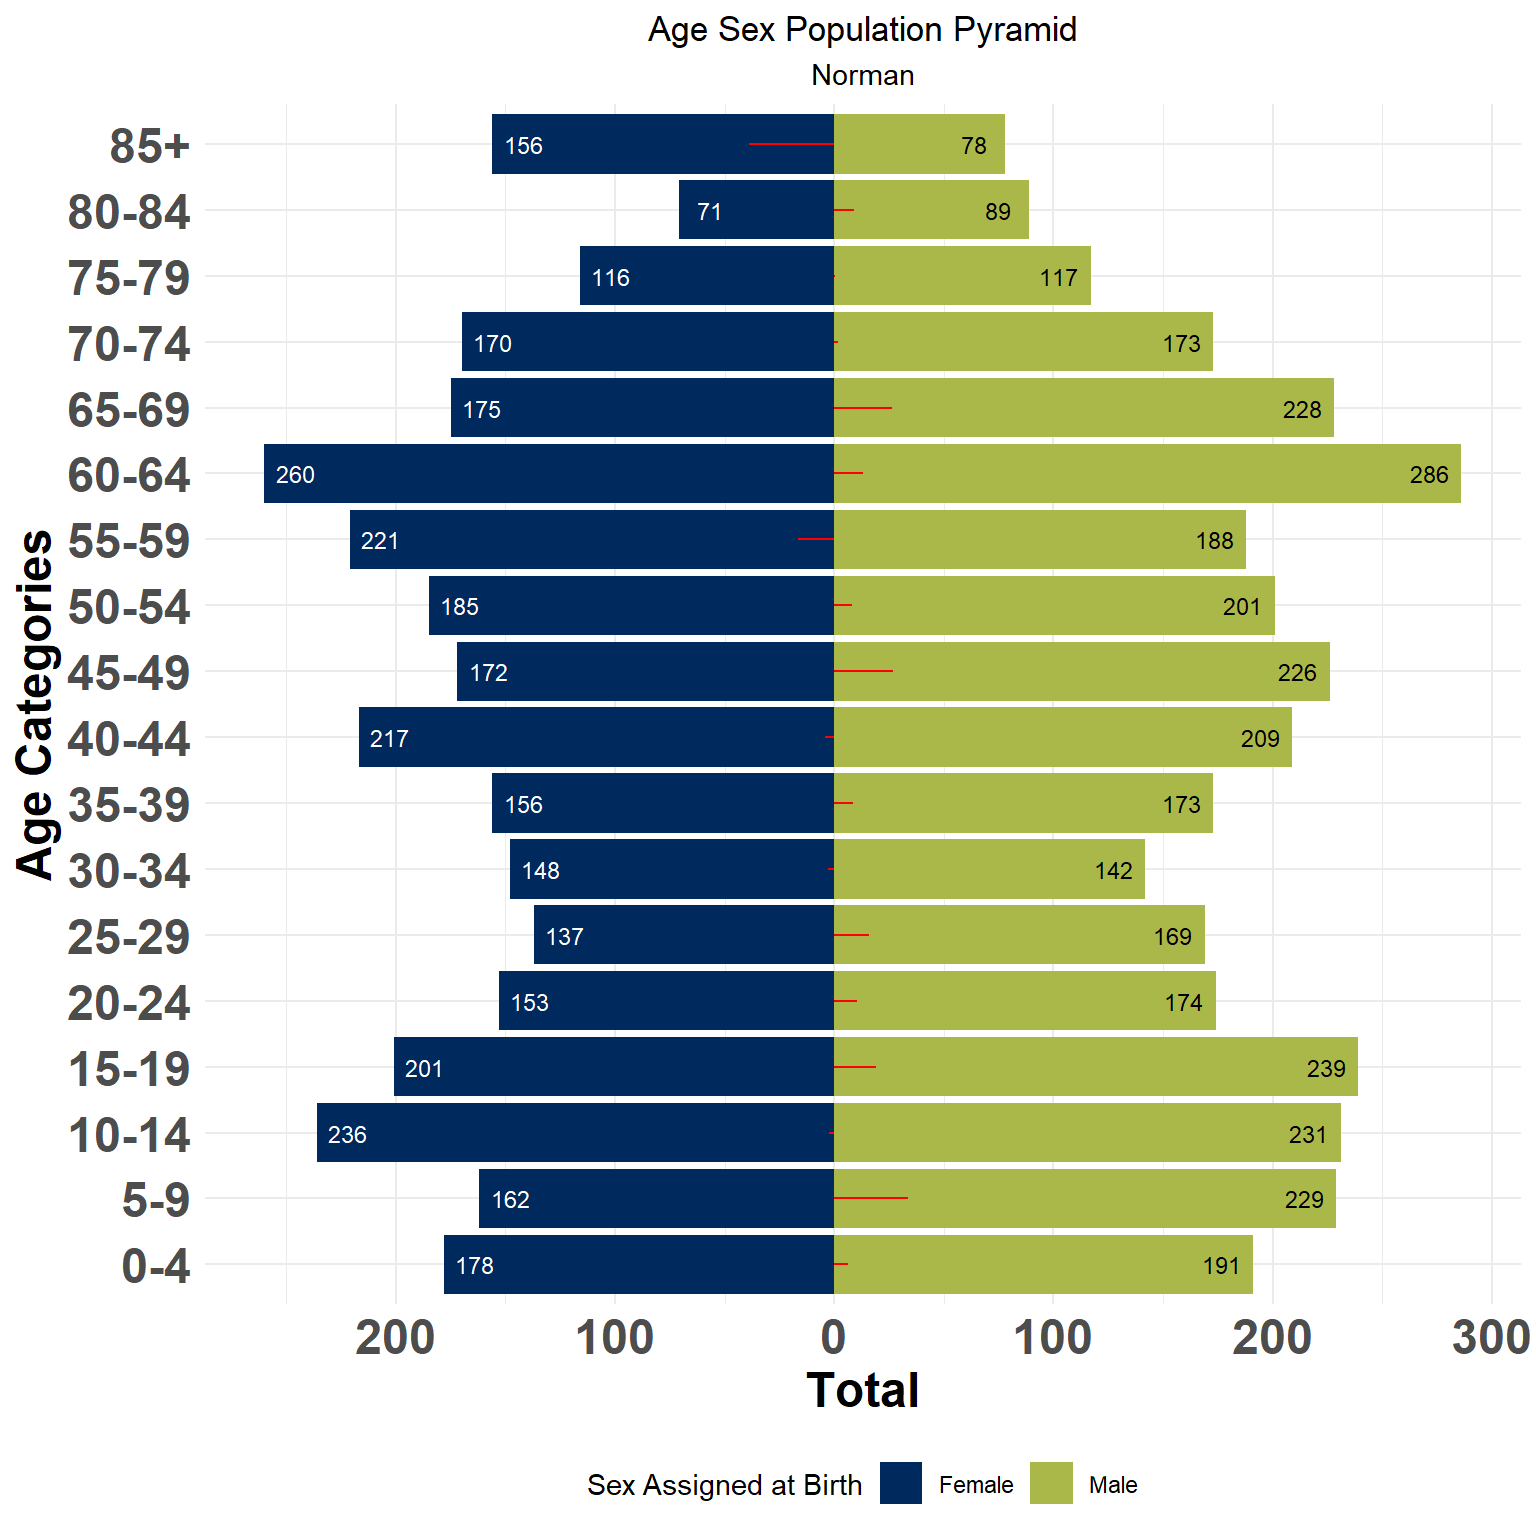 Age Sex Population Pyramid
Norman
Age Categories
85+ 156 78
80-84 71 89
75-79 116 117
70-74 170 173
65-69 175 228
60-64 260 286
55-59 221 188
50-54 185 201
45-49 172 226
40-44 217 209
35-39 156 173
30-34 148 142
25-29 137 169
20-24 153 174
15-19 201 239
10-14 236 231
5-9 162 229
0-4 178 191
200 100 0 100 200 300
Total
Sex Assigned at Birth Female Male